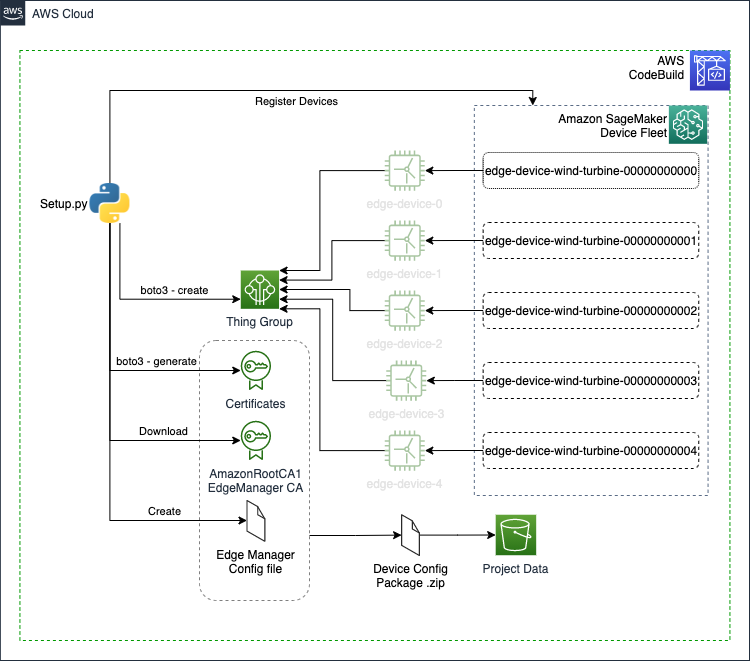 aws
AWS Cloud
AWS
CodeBuild
Register Devices
Amazon SageMaker
Device Fleet
edge-device-wind-turbine-00000000000
edge-device-0
Setup.py
edge-device-wind-turbine-00000000001
edge-device-1
boto3 - create
Thing Group
edge-device-wind-turbine-00000000002
edge-device-2
boto3 - generate
Certificates
edge-device-wind-turbine-00000000003
edge-device-3
Download
AmazonRootCA1
EdgeManager CA
edge-device-wind-turbine-00000000004
edge-device-4
Create
Edge Manager
Config file
Device Config
Package .zip
Project Data